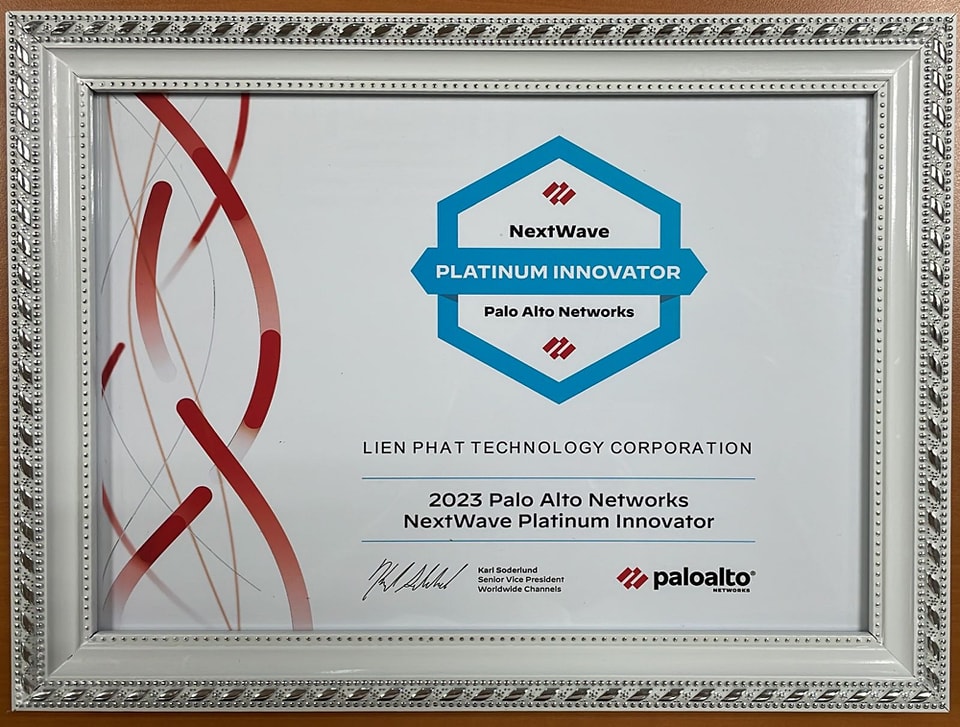 NextWave
PLATINUM INNOVATOR
Palo Alto Networks
LIEN PHAT TECHNOLOGY CORPORATION
2023 Palo Alto Networks
NextWave Platinum Innovator
Karl Soderlund
Senior Vice President
Worldwide Channels
paloalto®
NETWORKS